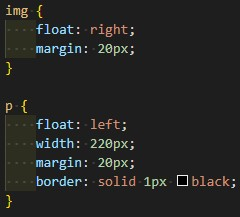 img {
    float: right;
    margin: 20px;
}

p {
    float: left;
    width: 220px;
    margin: 20px;
    border: solid 1px black;
}